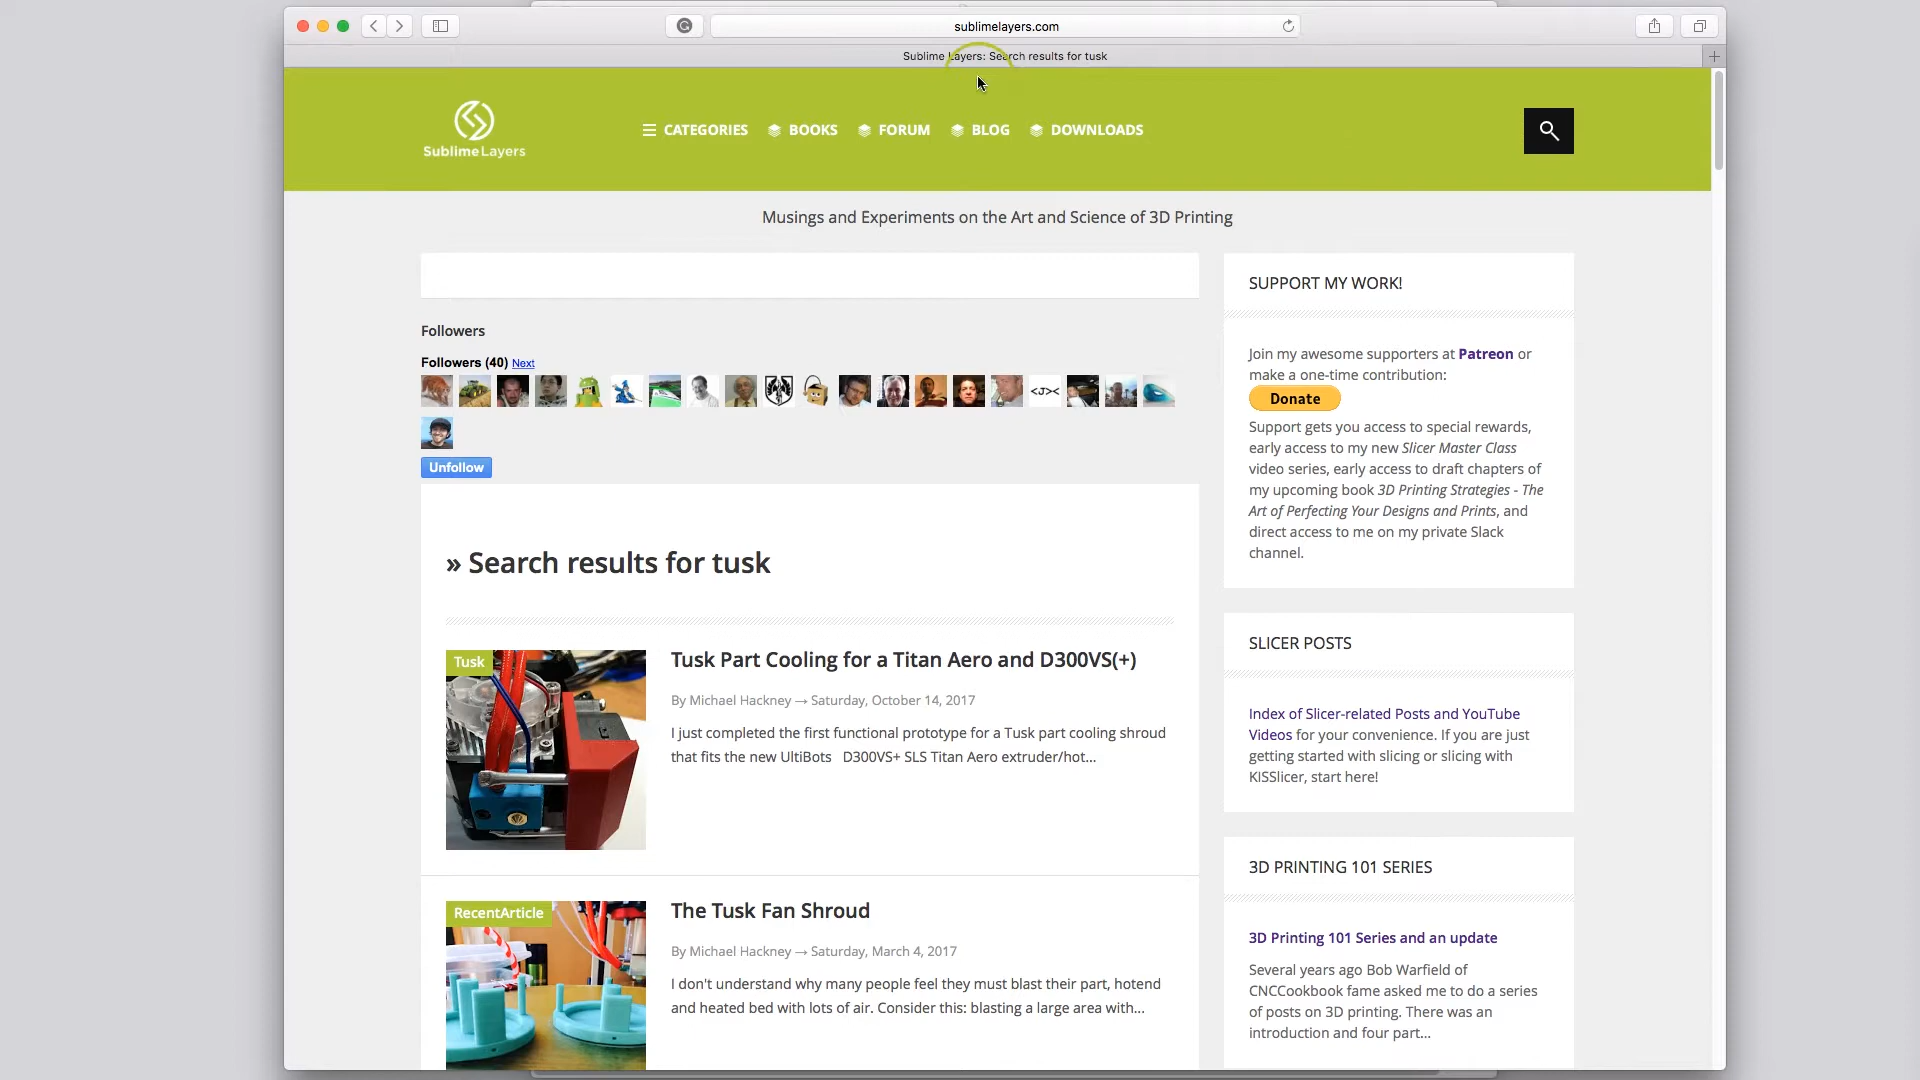 sublimelayers.com
Sublime Layers: Search results for tusk
SublimeLayers
CATEGORIES
BOOKS
FORUM
BLOG
DOWNLOADS
Musings and Experiments on the Art and Science of 3D Printing
Followers
Followers (40) Next
<J><
Unfollow
» Search results for tusk
Tusk
Tusk Part Cooling for a Titan Aero and D300VS(+)
By Michael Hackney → Saturday, October 14, 2017
I just completed the first functional prototype for a Tusk part cooling shroud
that fits the new UltiBots D300VS+ SLS Titan Aero extruder/hot...
RecentArticle
The Tusk Fan Shroud
By Michael Hackney → Saturday, March 4, 2017
I don't understand why many people feel they must blast their part, hotend
and heated bed with lots of air. Consider this: blasting a large area with...
SUPPORT MY WORK!
Join my awesome supporters at Patreon or
make a one-time contribution:
Donate
Support gets you access to special rewards,
early access to my new Slicer Master Class
video series, early access to draft chapters of
my upcoming book 3D Printing Strategies - The
Art of Perfecting Your Designs and Prints, and
direct access to me on my private Slack
channel.
SLICER POSTS
Index of Slicer-related Posts and YouTube
Videos for your convenience. If you are just
getting started with slicing or slicing with
KISSlicer, start here!
3D PRINTING 101 SERIES
3D Printing 101 Series and an update
Several years ago Bob Warfield of
CNCCookbook fame asked me to do a series
of posts on 3D printing. There was an
introduction and four part...